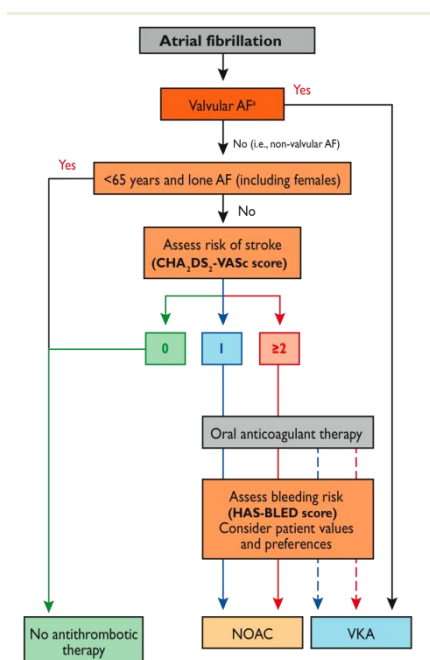 Atrial fibrillation
Valvular AFᵃ
Yes
No (i.e., non-valvular AF)
Yes
<65 years and lone AF (including females)
No
Assess risk of stroke
(CHA₂DS₂-VASc score)
0
1
≥2
Oral anticoagulant therapy
Assess bleeding risk
(HAS-BLED score)
Consider patient values
and preferences
No antithrombotic
therapy
NOAC
VKA